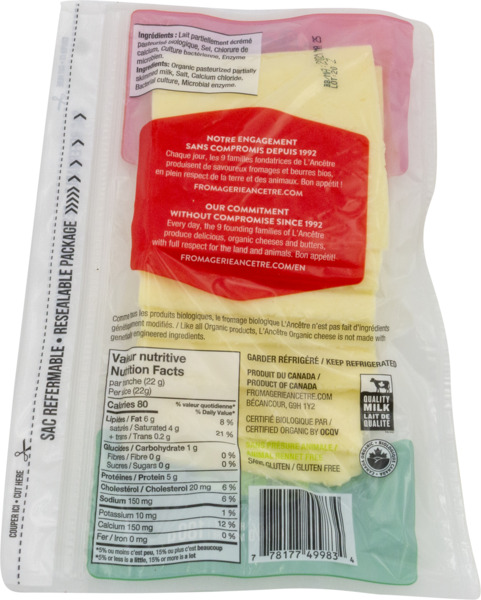 Ingrédients : Lait partiellement écrémé
pasteurisé biologique, Sel, Chlorure de
calcium, Culture bactérienne, Enzyme
microbien.
Ingredients: Organic pasteurized partially
skimmed milk, Salt, Calcium chloride.
Bacterial culture, Microbial enzyme.
NOTRE ENGAGEMENT
SANS COMPROMIS DEPUIS 1992
Chaque jour, les 9 familles fondatrices de L'Ancêtre
produisent de savoureux fromages et beurres bios,
en plein respect de la terre et des animaux. Bon appétit !
FROMAGERIEANCETRE.COM
OUR COMMITMENT
WITHOUT COMPROMISE SINCE 1992
Every day, the 9 founding families of L'Ancêtre
produce delicious, organic cheeses and butters,
with full respect for the land and animals. Bon appétit!
FROMAGERIEANCETRE.COM/EN
SAC REFERMABLE • RESEALABLE PACKAGE
COUPER ICI - CUT HERE
Comme tous les produits biologiques, le fromage biologique L'Ancêtre n'est pas fait d'ingrédients
génétiquement modifiés. / Like all Organic products, L'Ancêtre Organic cheese is not made with
genetically engineered ingredients.
Valeur nutritive
Nutrition Facts
Par tranche (22 g)
Per slice (22g)
Calories 80
% valeur quotidienne*
% Daily Value*
Lipides / Fat 6 g 8 %
saturés / Saturated 4 g
+ trans / Trans 0.2 g 21 %
Glucides / Carbohydrate 1 g
Fibres / Fibre 0 g 0 %
Sucres / Sugars 0 g 0 %
Protéines / Protein 5 g
Cholestérol / Cholesterol 20 mg 6 %
Sodium 150 mg 6 %
Potassium 10 mg 1 %
Calcium 150 mg 12 %
Fer / Iron 0 mg 0 %
*5% ou moins c'est peu, 15% ou plus c'est beaucoup
*5% or less is a little, 15% or more is a lot
GARDER RÉFRIGÉRÉ / KEEP REFRIGERATED
PRODUIT DU CANADA /
PRODUCT OF CANADA
FROMAGERIEANCETRE.COM
BÉCANCOUR, G9H 1Y2
CERTIFIÉ BIOLOGIQUE PAR /
CERTIFIED ORGANIC BY OCQV
SANS PRÉSURE ANIMALE /
ANIMAL RENNET FREE
SANS GLUTEN / GLUTEN FREE
QUALITY
MILK
LAIT DE
QUALITÉ
7 78177 49983 4